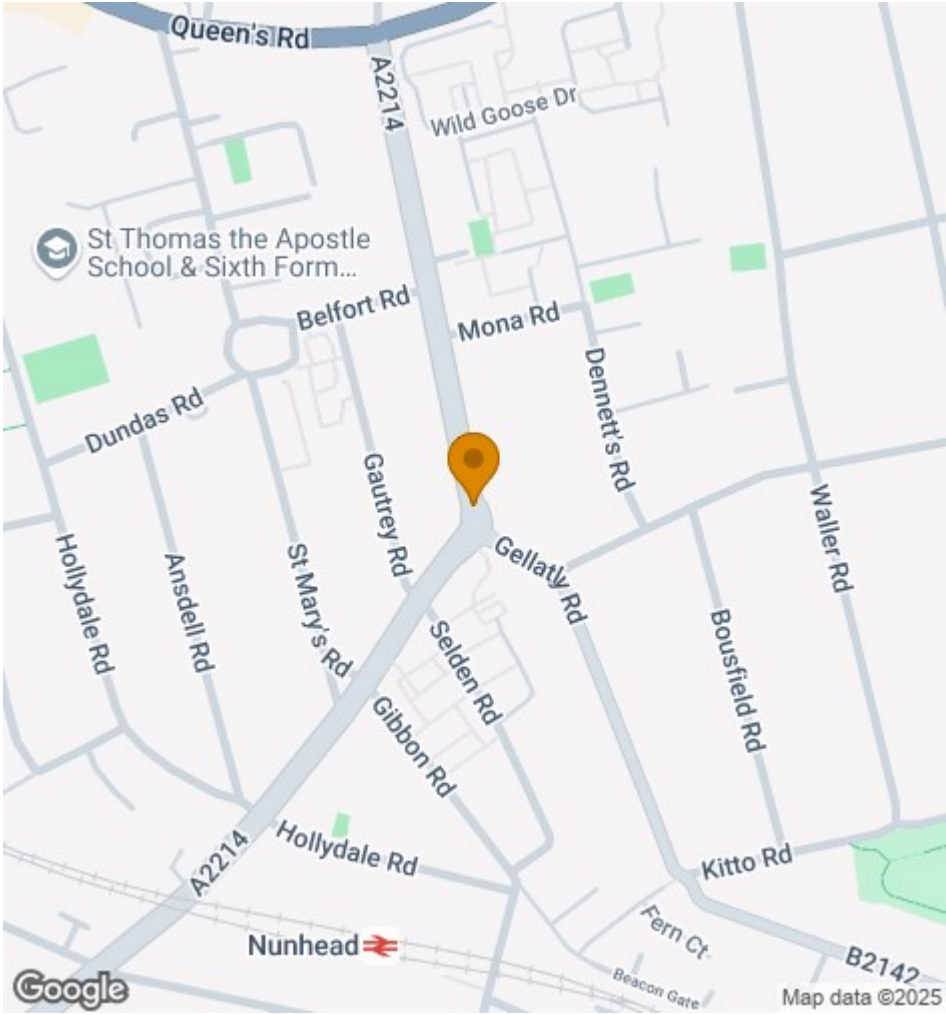 Queen's Rd
A2214
Wild Goose Dr
St Thomas the Apostle
School & Sixth Form...
Belfort Rd
Mona Rd
Dennett's Rd
Dundas Rd
Gautrey Rd
Waller Rd
Gellatly Rd
Hollydale Rd
Ansdell Rd
St Mary's Rd
Selden Rd
Bousfield Rd
Gibbon Rd
A2214
Hollydale Rd
Kitto Rd
Fern Ct
Nunhead
B2142
Beacon Gate
Google
Map data ©2025